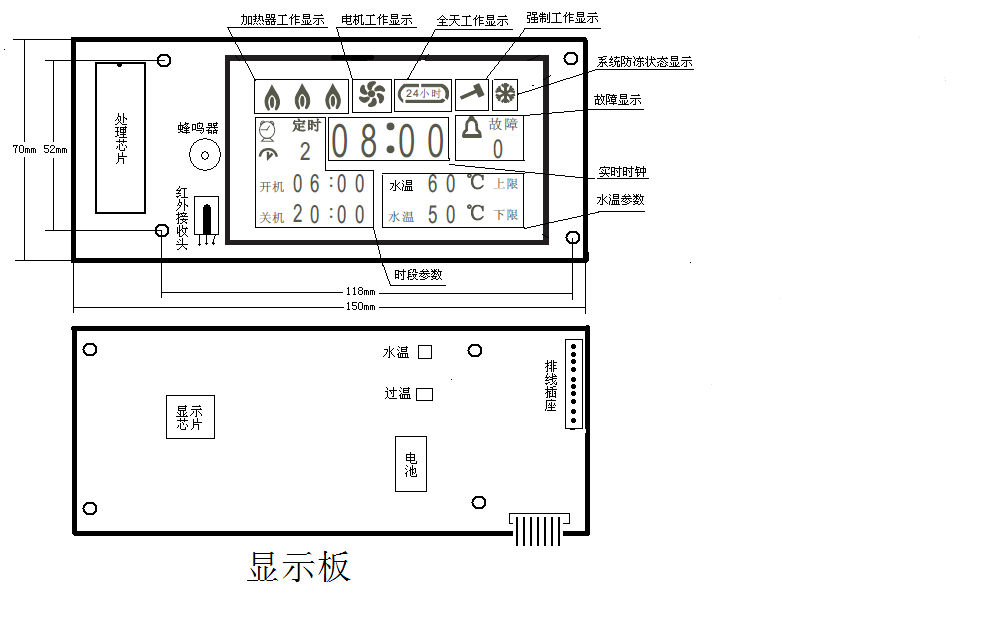 加热器工作显示
电机工作显示
全天工作显示
强制工作显示
系统防冻状态显示
24小时
故障显示
处理芯片
蜂鸣器
定时
2
08:00
故障
0
70mm
52mm
实时时钟
红外接收头
开机 06:00
水温 60℃ 上限
水温参数
关机 20:00
水温 50℃ 下限
时段参数
118mm
150mm
水温
排线插座
过温
显示
芯片
电池
显示板